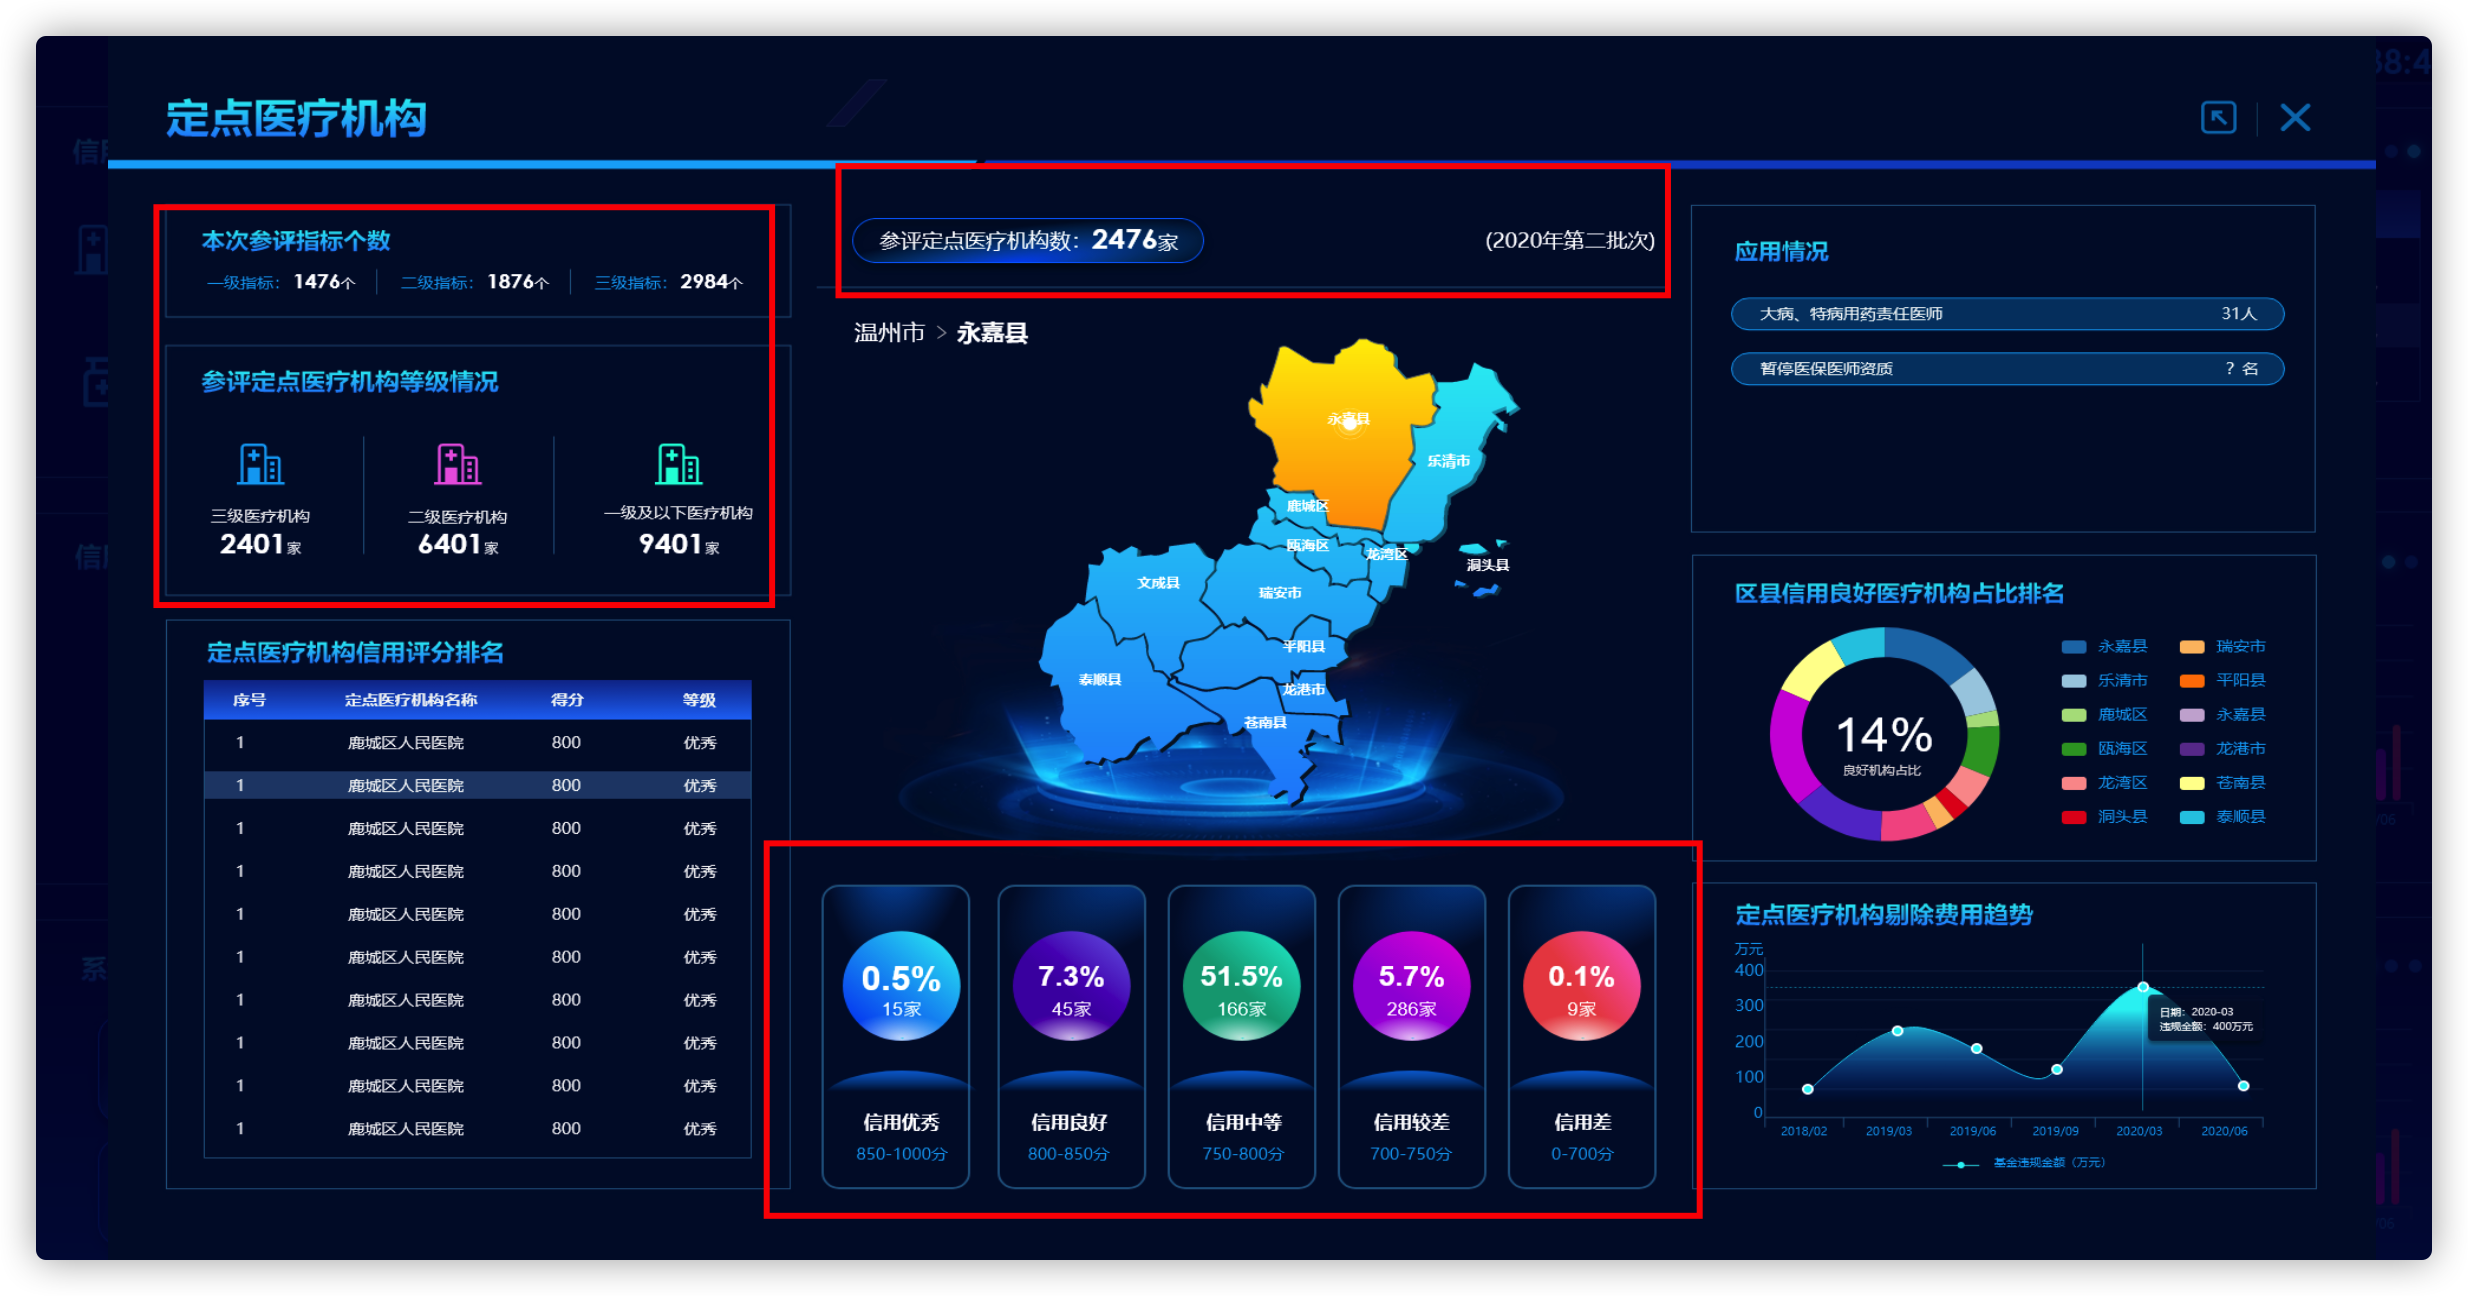 定点医疗机构
本次参评指标个数
一级指标： 1476个
二级指标： 1876个
三级指标： 2984个
参评定点医疗机构等级情况
三级医疗机构
2401家
二级医疗机构
6401家
一级及以下医疗机构
9401家
定点医疗机构信用评分排名
序号 定点医疗机构名称 得分 等级
1 鹿城区人民医院 800 优秀
1 鹿城区人民医院 800 优秀
1 鹿城区人民医院 800 优秀
1 鹿城区人民医院 800 优秀
1 鹿城区人民医院 800 优秀
1 鹿城区人民医院 800 优秀
1 鹿城区人民医院 800 优秀
1 鹿城区人民医院 800 优秀
1 鹿城区人民医院 800 优秀
1 鹿城区人民医院 800 优秀
参评定点医疗机构数：2476家
(2020年第二批次)
温州市 > 永嘉县
永嘉县
乐清市
鹿城区
瓯海区
龙湾区
洞头县
文成县
瑞安市
平阳县
泰顺县
龙港市
苍南县
0.5%
15家
信用优秀
850-1000分
7.3%
45家
信用良好
800-850分
51.5%
166家
信用中等
750-800分
5.7%
286家
信用较差
700-750分
0.1%
9家
信用差
0-700分
应用情况
大病、特病用药责任医师 31人
暂停医保医师资质 ？名
区县信用良好医疗机构占比排名
14%
良好机构占比
永嘉县 瑞安市
乐清市 平阳县
鹿城区 永嘉县
瓯海区 龙港市
龙湾区 苍南县
洞头县 泰顺县
定点医疗机构剔除费用趋势
万元
400
300
200
100
0
日期：2020-03
违规金额：400万元
2018/02 2019/03 2019/06 2019/09 2020/03 2020/06
基金违规金额（万元）